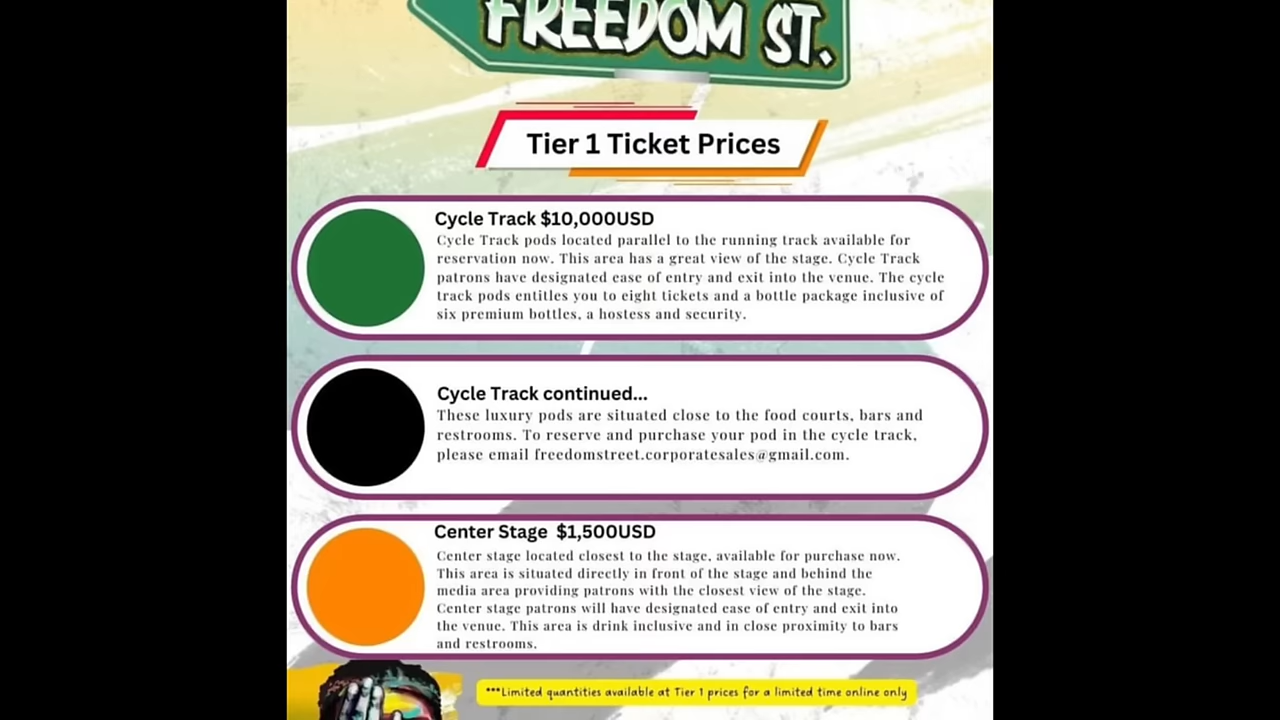 FREEDOM ST.
Tier 1 Ticket Prices
Cycle Track $10,000USD
Cycle Track pods located parallel to the running track available for
reservation now. This area has a great view of the stage. Cycle Track
patrons have designated ease of entry and exit into the venue. The cycle
track pods entitles you to eight tickets and a bottle package inclusive of
six premium bottles, a hostess and security.
Cycle Track continued...
These luxury pods are situated close to the food courts, bars and
restrooms. To reserve and purchase your pod in the cycle track,
please email freedomstreet.corporatesales@gmail.com.
Center Stage $1,500USD
Center stage located closest to the stage, available for purchase now.
This area is situated directly in front of the stage and behind the
media area providing patrons with the closest view of the stage.
Center stage patrons will have designated ease of entry and exit into
the venue. This area is drink inclusive and in close proximity to bars
and restrooms.
***Limited quantities available at Tier 1 prices for a limited time online only